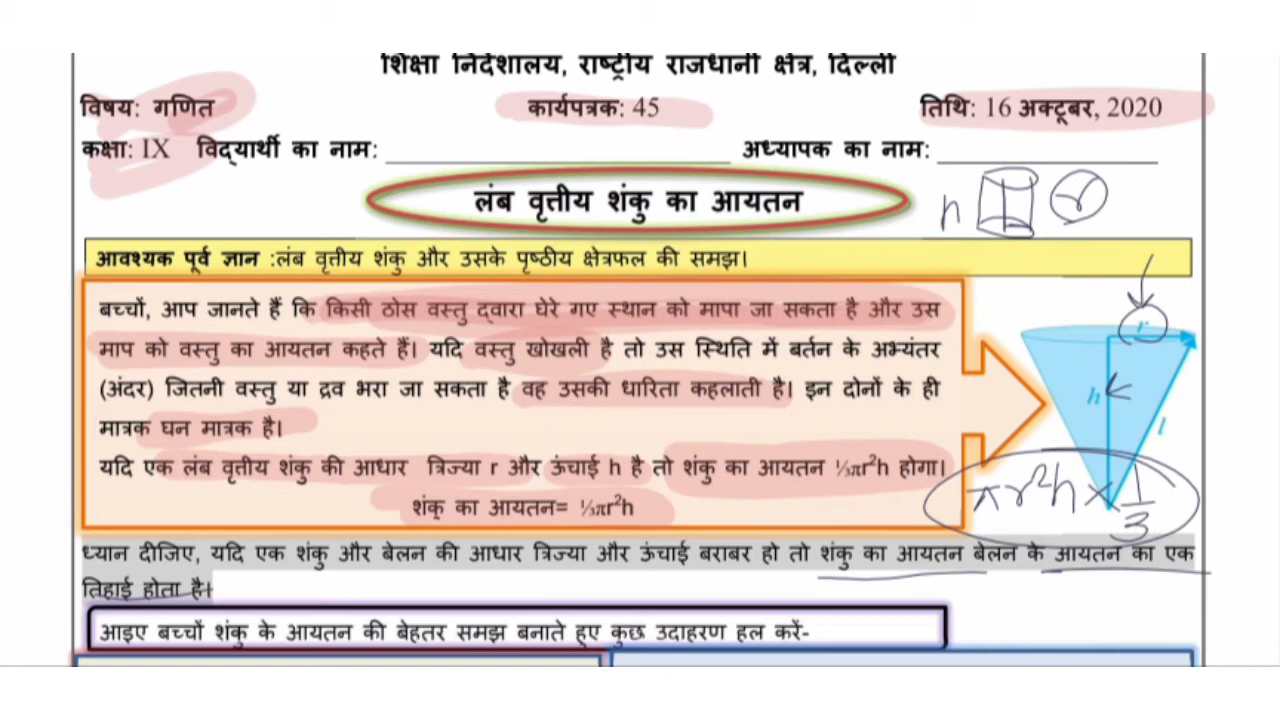 शिक्षा निदेशालय, राष्ट्रीय राजधानी क्षेत्र, दिल्ली
विषय: गणित कार्यपत्रक: 45 तिथि: 16 अक्टूबर, 2020
कक्षा: IX विद्यार्थी का नाम: अध्यापक का नाम:
लंब वृत्तीय शंकु का आयतन
h r
आवश्यक पूर्व ज्ञान :लंब वृत्तीय शंकु और उसके पृष्ठीय क्षेत्रफल की समझ।
बच्चों, आप जानते हैं कि किसी ठोस वस्तु द्वारा घेरे गए स्थान को मापा जा सकता है और उस
माप को वस्तु का आयतन कहते हैं। यदि वस्तु खोखली है तो उस स्थिति में बर्तन के अभ्यंतर
(अंदर) जितनी वस्तु या द्रव भरा जा सकता है वह उसकी धारिता कहलाती है। इन दोनों के ही
मात्रक घन मात्रक है।
यदि एक लंब वृत्तीय शंकु की आधार त्रिज्या r और ऊंचाई h है तो शंकु का आयतन ⅓πr²h होगा।
शंकु का आयतन= ⅓πr²h
r
h
l
πr²h × 1/3
ध्यान दीजिए, यदि एक शंकु और बेलन की आधार त्रिज्या और ऊंचाई बराबर हो तो शंकु का आयतन बेलन के आयतन का एक
तिहाई होता है।
आइए बच्चों शंकु के आयतन की बेहतर समझ बनाते हुए कुछ उदाहरण हल करें-